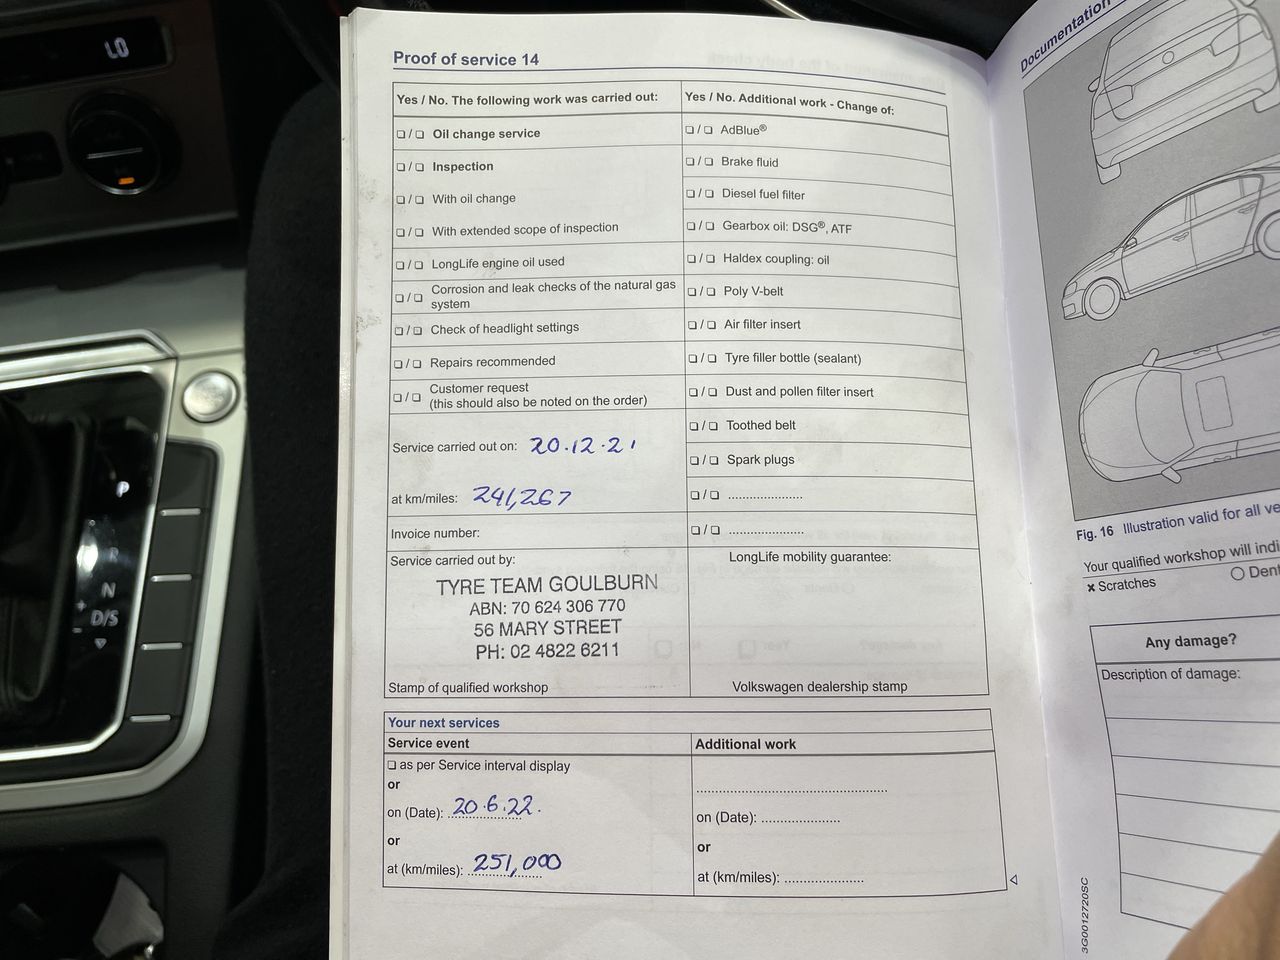 LO
Proof of service 14
Yes / No. The following work was carried out:
❏ / ❏ Oil change service
❏ / ❏ Inspection
❏ / ❏ With oil change
❏ / ❏ With extended scope of inspection
❏ / ❏ LongLife engine oil used
❏ / ❏ Corrosion and leak checks of the natural gas
system
❏ / ❏ Check of headlight settings
❏ / ❏ Repairs recommended
❏ / ❏ Customer request
(this should also be noted on the order)
Service carried out on: 20.12.21
at km/miles: 241,267
Invoice number:
Service carried out by:
TYRE TEAM GOULBURN
ABN: 70 624 306 770
56 MARY STREET
PH: 02 4822 6211
Stamp of qualified workshop
Yes / No. Additional work - Change of:
❏ / ❏ AdBlue®
❏ / ❏ Brake fluid
❏ / ❏ Diesel fuel filter
❏ / ❏ Gearbox oil: DSG®, ATF
❏ / ❏ Haldex coupling: oil
❏ / ❏ Poly V-belt
❏ / ❏ Air filter insert
❏ / ❏ Tyre filler bottle (sealant)
❏ / ❏ Dust and pollen filter insert
❏ / ❏ Toothed belt
❏ / ❏ Spark plugs
❏ / ❏ ......................
❏ / ❏ ......................
LongLife mobility guarantee:
Volkswagen dealership stamp
Your next services
Service event
❏ as per Service interval display
or
on (Date): 20.6.22.
or
at (km/miles): 251,000
Additional work
......................................................
on (Date): ......................
or
at (km/miles): ......................
Documentation
Fig. 16 Illustration valid for all
Your qualified workshop will
× Scratches
Any damage?
Description of damage:
3G0012720SC
P
R
N
D/S